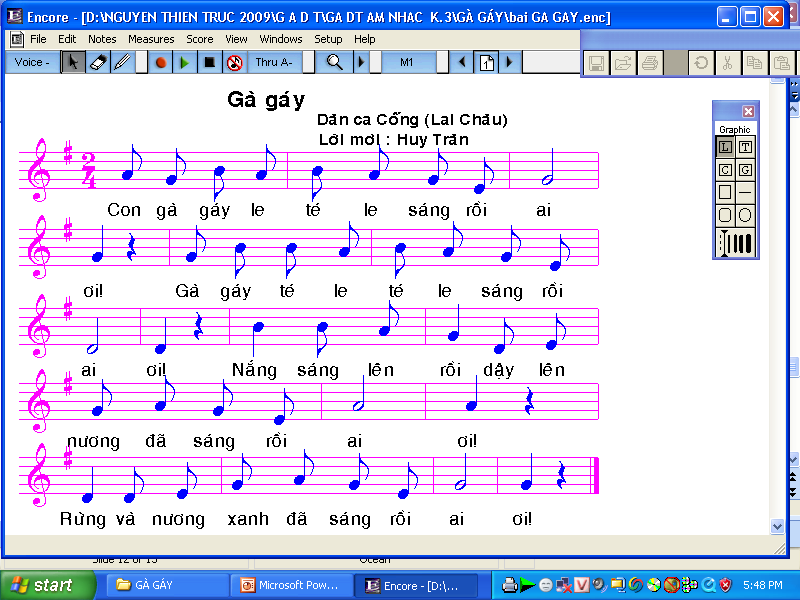 Encore - [D:\NGUYEN THIEN TRUC 2009\G A D T\GA DT AM NHAC K.3\GÀ GÁY\bai GA GAY.enc]
File Edit Notes Measures Score View Windows Setup Help
Voice - Thru A- M1 1
Gà gáy
Dân ca Cống (Lai Châu)
Lời mới : Huy Trân
Graphic
L T
C G
2
4
Con gà gáy le té le sáng rồi ai
ơi! Gà gáy té le té le sáng rồi
ai ơi! Nắng sáng lên rồi dậy lên
nương đã sáng rồi ai ơi!
Rừng và nương xanh đã sáng rồi ai ơi!
Slide 12 of 13 Ocean
start GÀ GÁY Microsoft Pow... Encore - [D:\... 5:48 PM